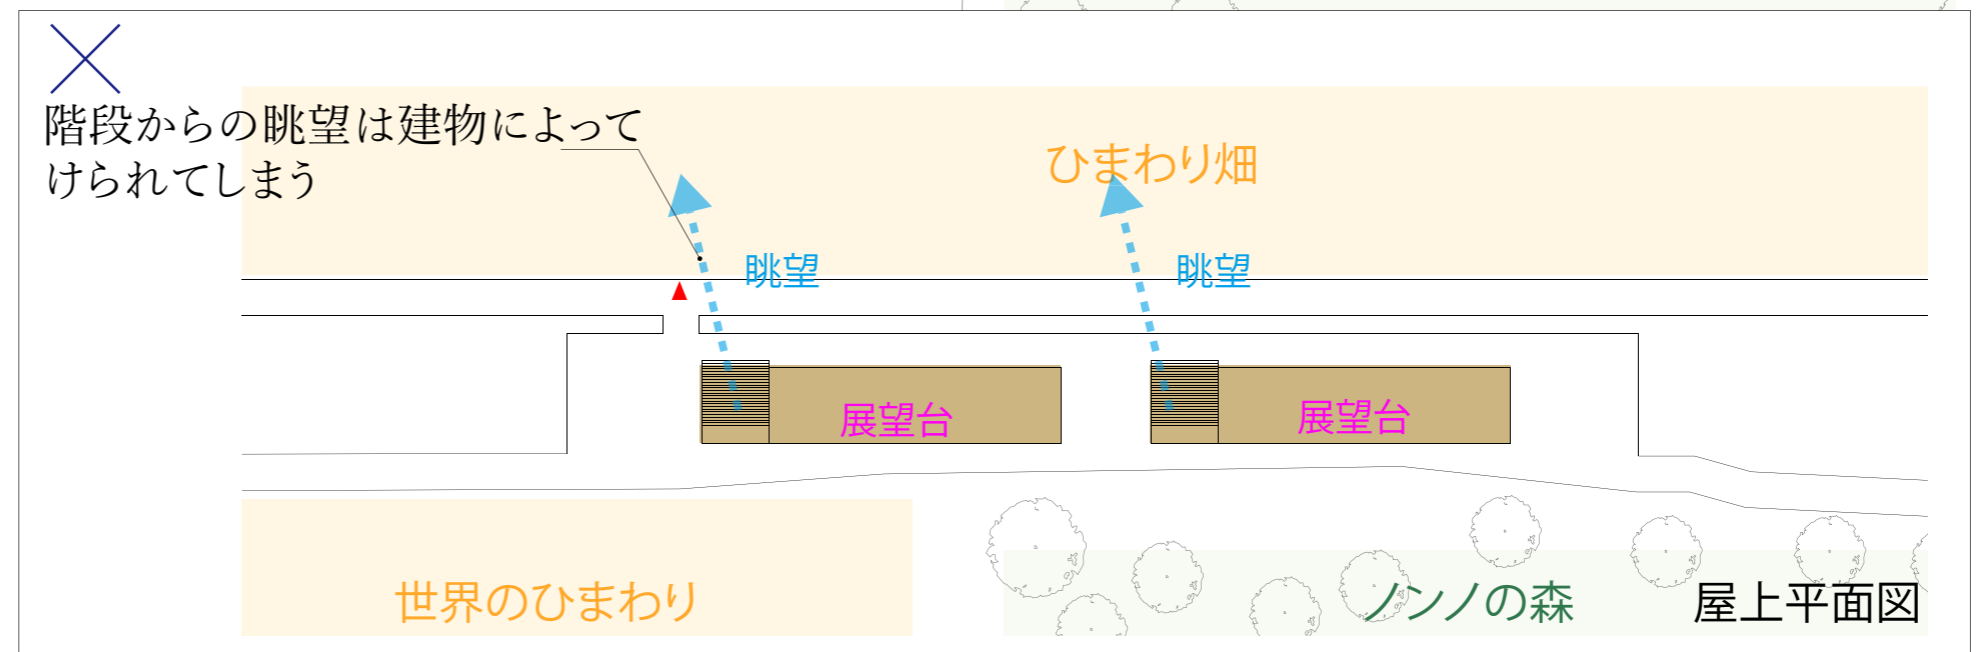 階段からの眺望は建物によって
けられてしまう
ひまわり畑
眺望
眺望
展望台
展望台
世界のひまわり
ノンノの森
屋上平面図